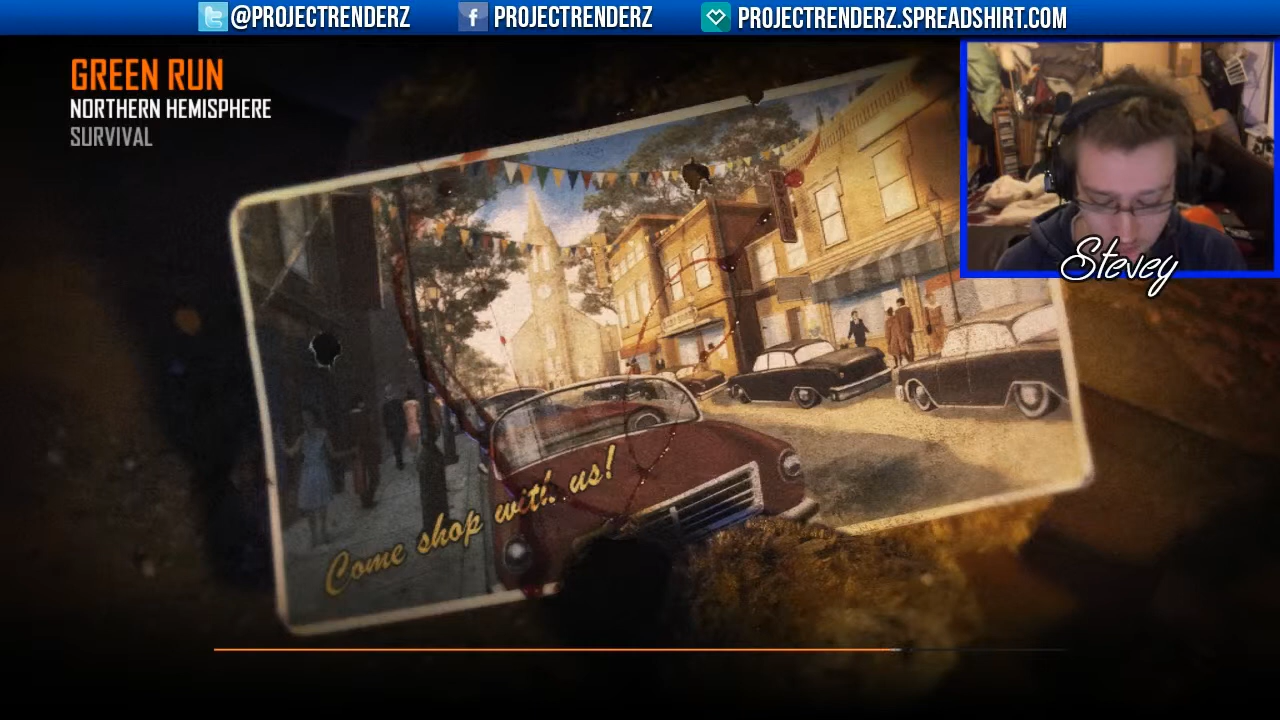 @PROJECTRENDERZ
PROJECTRENDERZ
PROJECTRENDERZ.SPREADSHIRT.COM
GREEN RUN
NORTHERN HEMISPHERE
SURVIVAL
Stevey
Come shop with us!